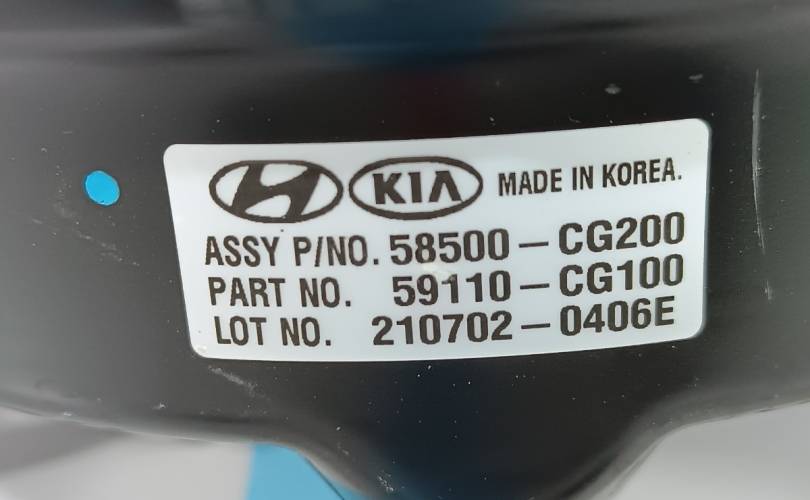 KIA MADE IN KOREA.
ASSY P/NO. 58500-CG200
PART NO. 59110-CG100
LOT NO. 210702-0406E